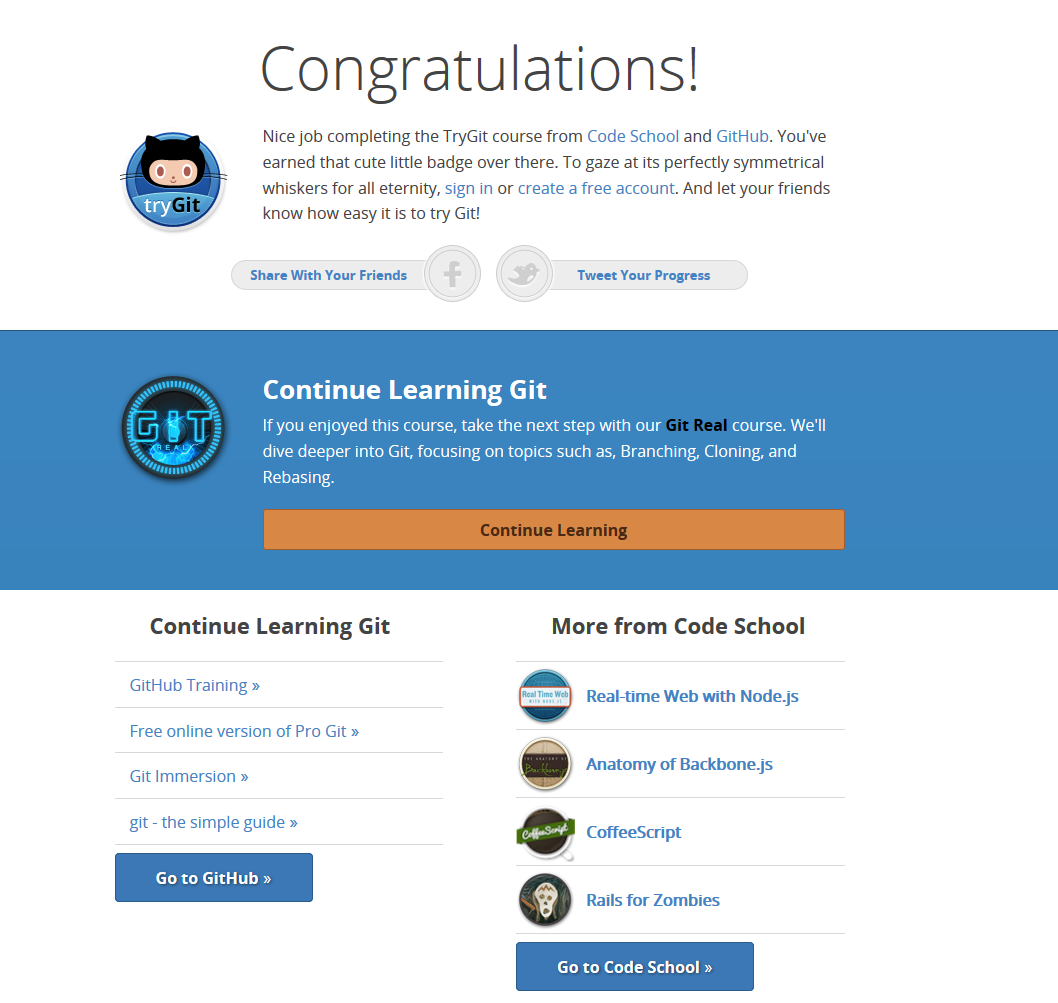 Congratulations!
Nice job completing the TryGit course from Code School and GitHub. You've
earned that cute little badge over there. To gaze at its perfectly symmetrical
whiskers for all eternity, sign in or create a free account. And let your friends
know how easy it is to try Git!
tryGit
Share With Your Friends
Tweet Your Progress
GIT
REAL
Continue Learning Git
If you enjoyed this course, take the next step with our Git Real course. We'll
dive deeper into Git, focusing on topics such as, Branching, Cloning, and
Rebasing.
Continue Learning
Continue Learning Git
GitHub Training »
Free online version of Pro Git »
Git Immersion »
git - the simple guide »
Go to GitHub »
More from Code School
Real Time Web
WITH NODE JS
Real-time Web with Node.js
THE ANATOMY OF
Backbone.js
Anatomy of Backbone.js
CoffeeScript
CoffeeScript
Rails for Zombies
Go to Code School »